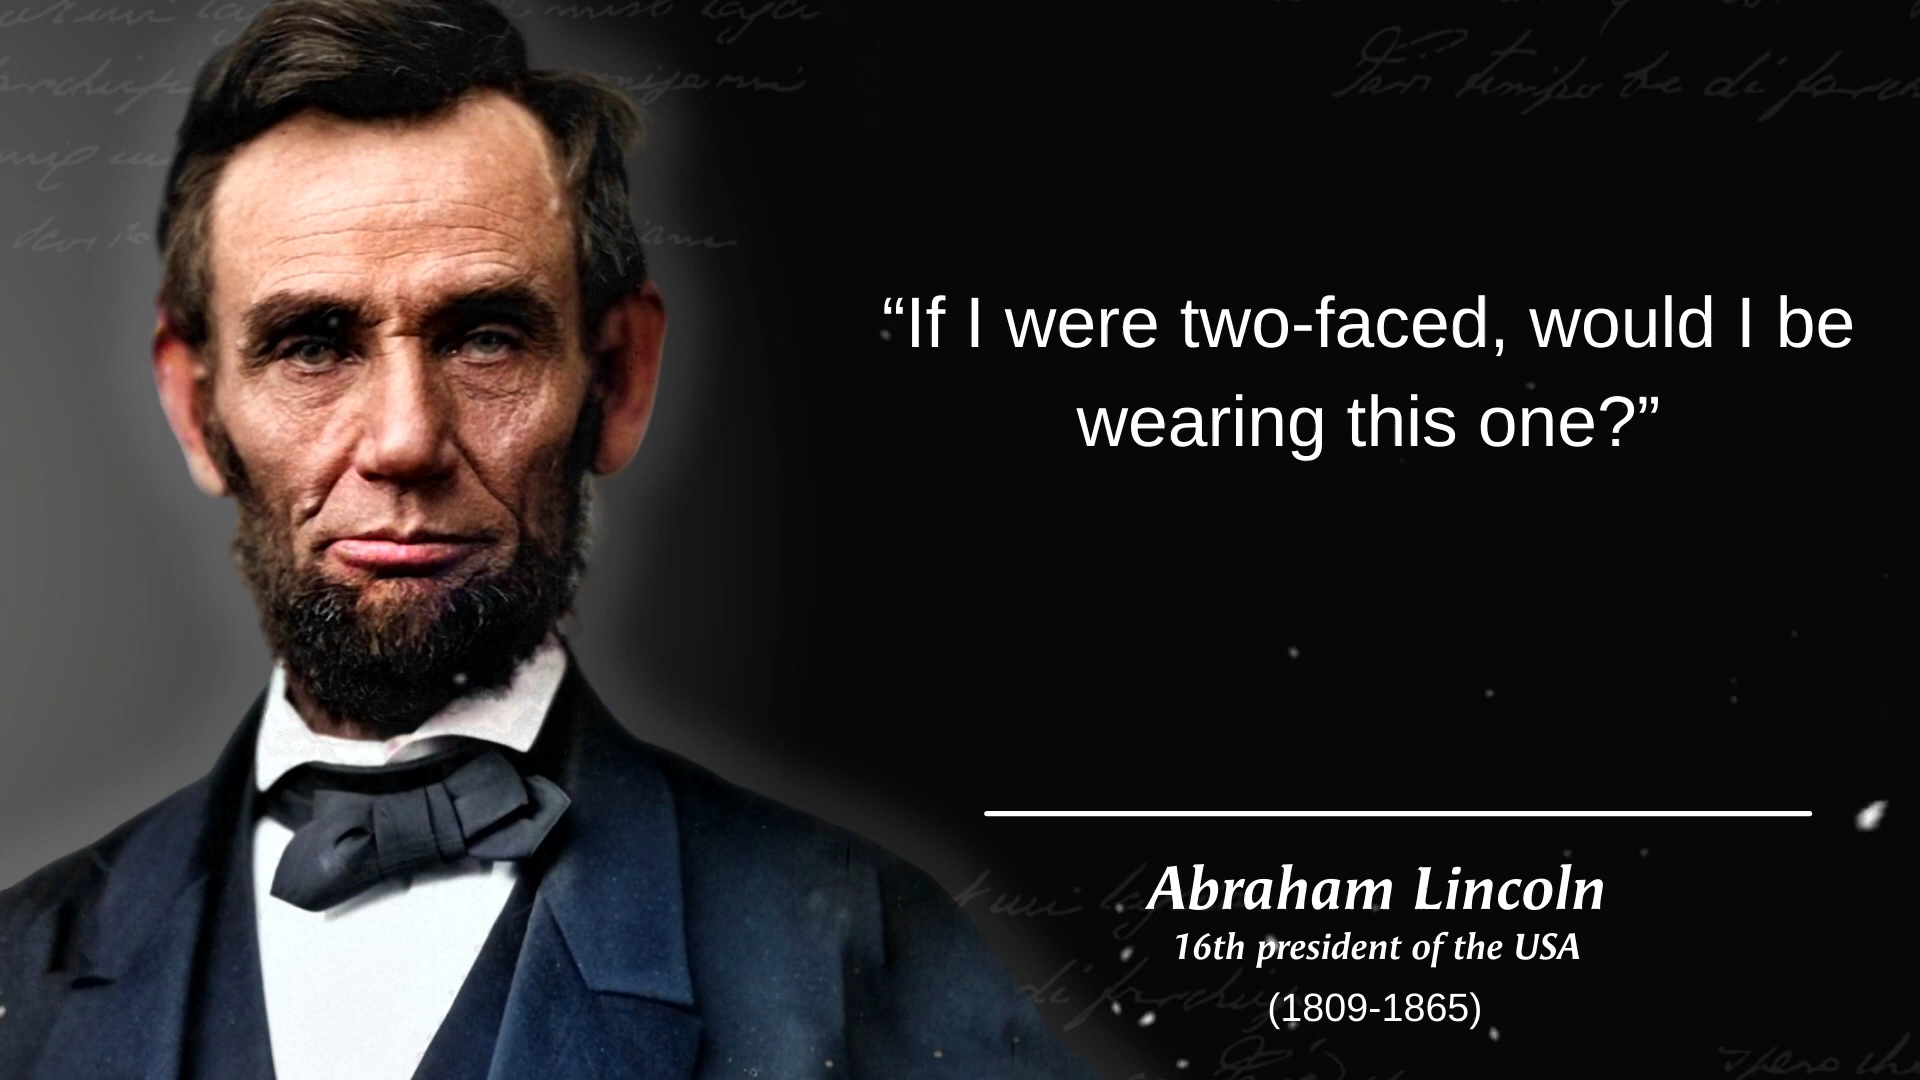 “If I were two-faced, would I be
wearing this one?”
Abraham Lincoln
16th president of the USA
(1809-1865)